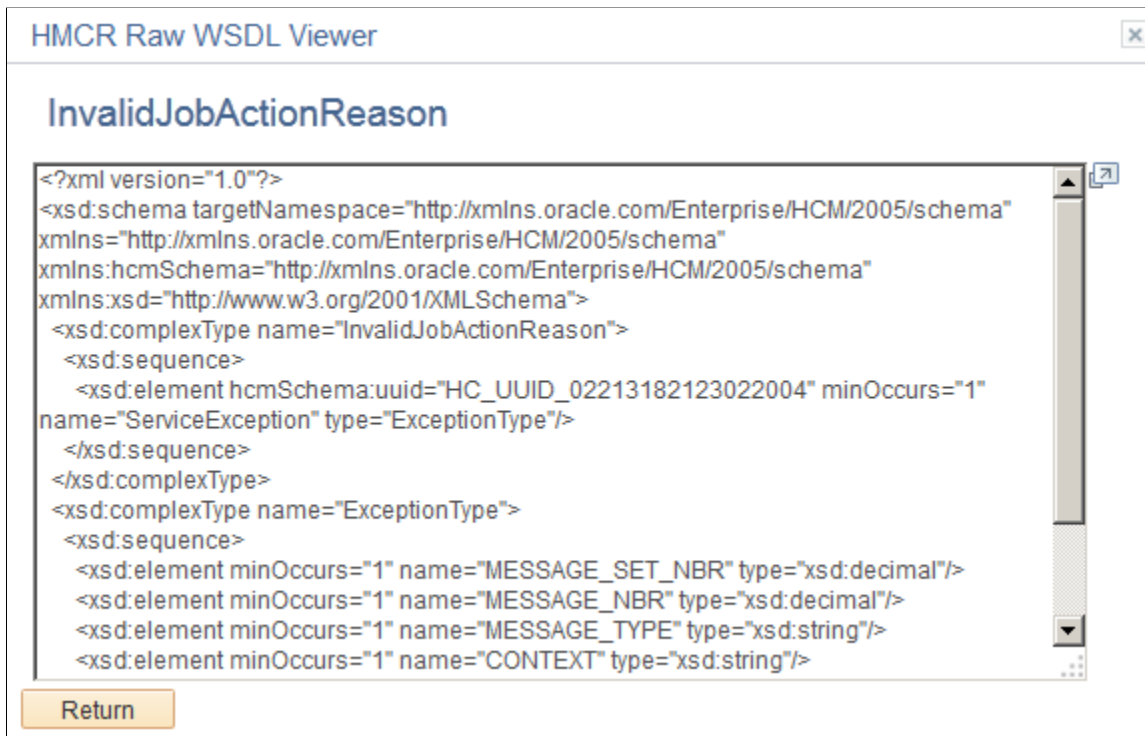 HMCR Raw WSDL Viewer
InvalidJobActionReason
<?xml version="1.0"?>
<xsd:schema targetNamespace="http://xmlns.oracle.com/Enterprise/HCM/2005/schema"
xmlns="http://xmlns.oracle.com/Enterprise/HCM/2005/schema"
xmlns:hcmSchema="http://xmlns.oracle.com/Enterprise/HCM/2005/schema"
xmlns:xsd="http://www.w3.org/2001/XMLSchema">
  <xsd:complexType name="InvalidJobActionReason">
    <xsd:sequence>
      <xsd:element hcmSchema:uuid="HC_UUID_02213182123022004" minOccurs="1"
name="ServiceException" type="ExceptionType"/>
    </xsd:sequence>
  </xsd:complexType>
  <xsd:complexType name="ExceptionType">
    <xsd:sequence>
      <xsd:element minOccurs="1" name="MESSAGE_SET_NBR" type="xsd:decimal"/>
      <xsd:element minOccurs="1" name="MESSAGE_NBR" type="xsd:decimal"/>
      <xsd:element minOccurs="1" name="MESSAGE_TYPE" type="xsd:string"/>
      <xsd:element minOccurs="1" name="CONTEXT" type="xsd:string"/>
Return